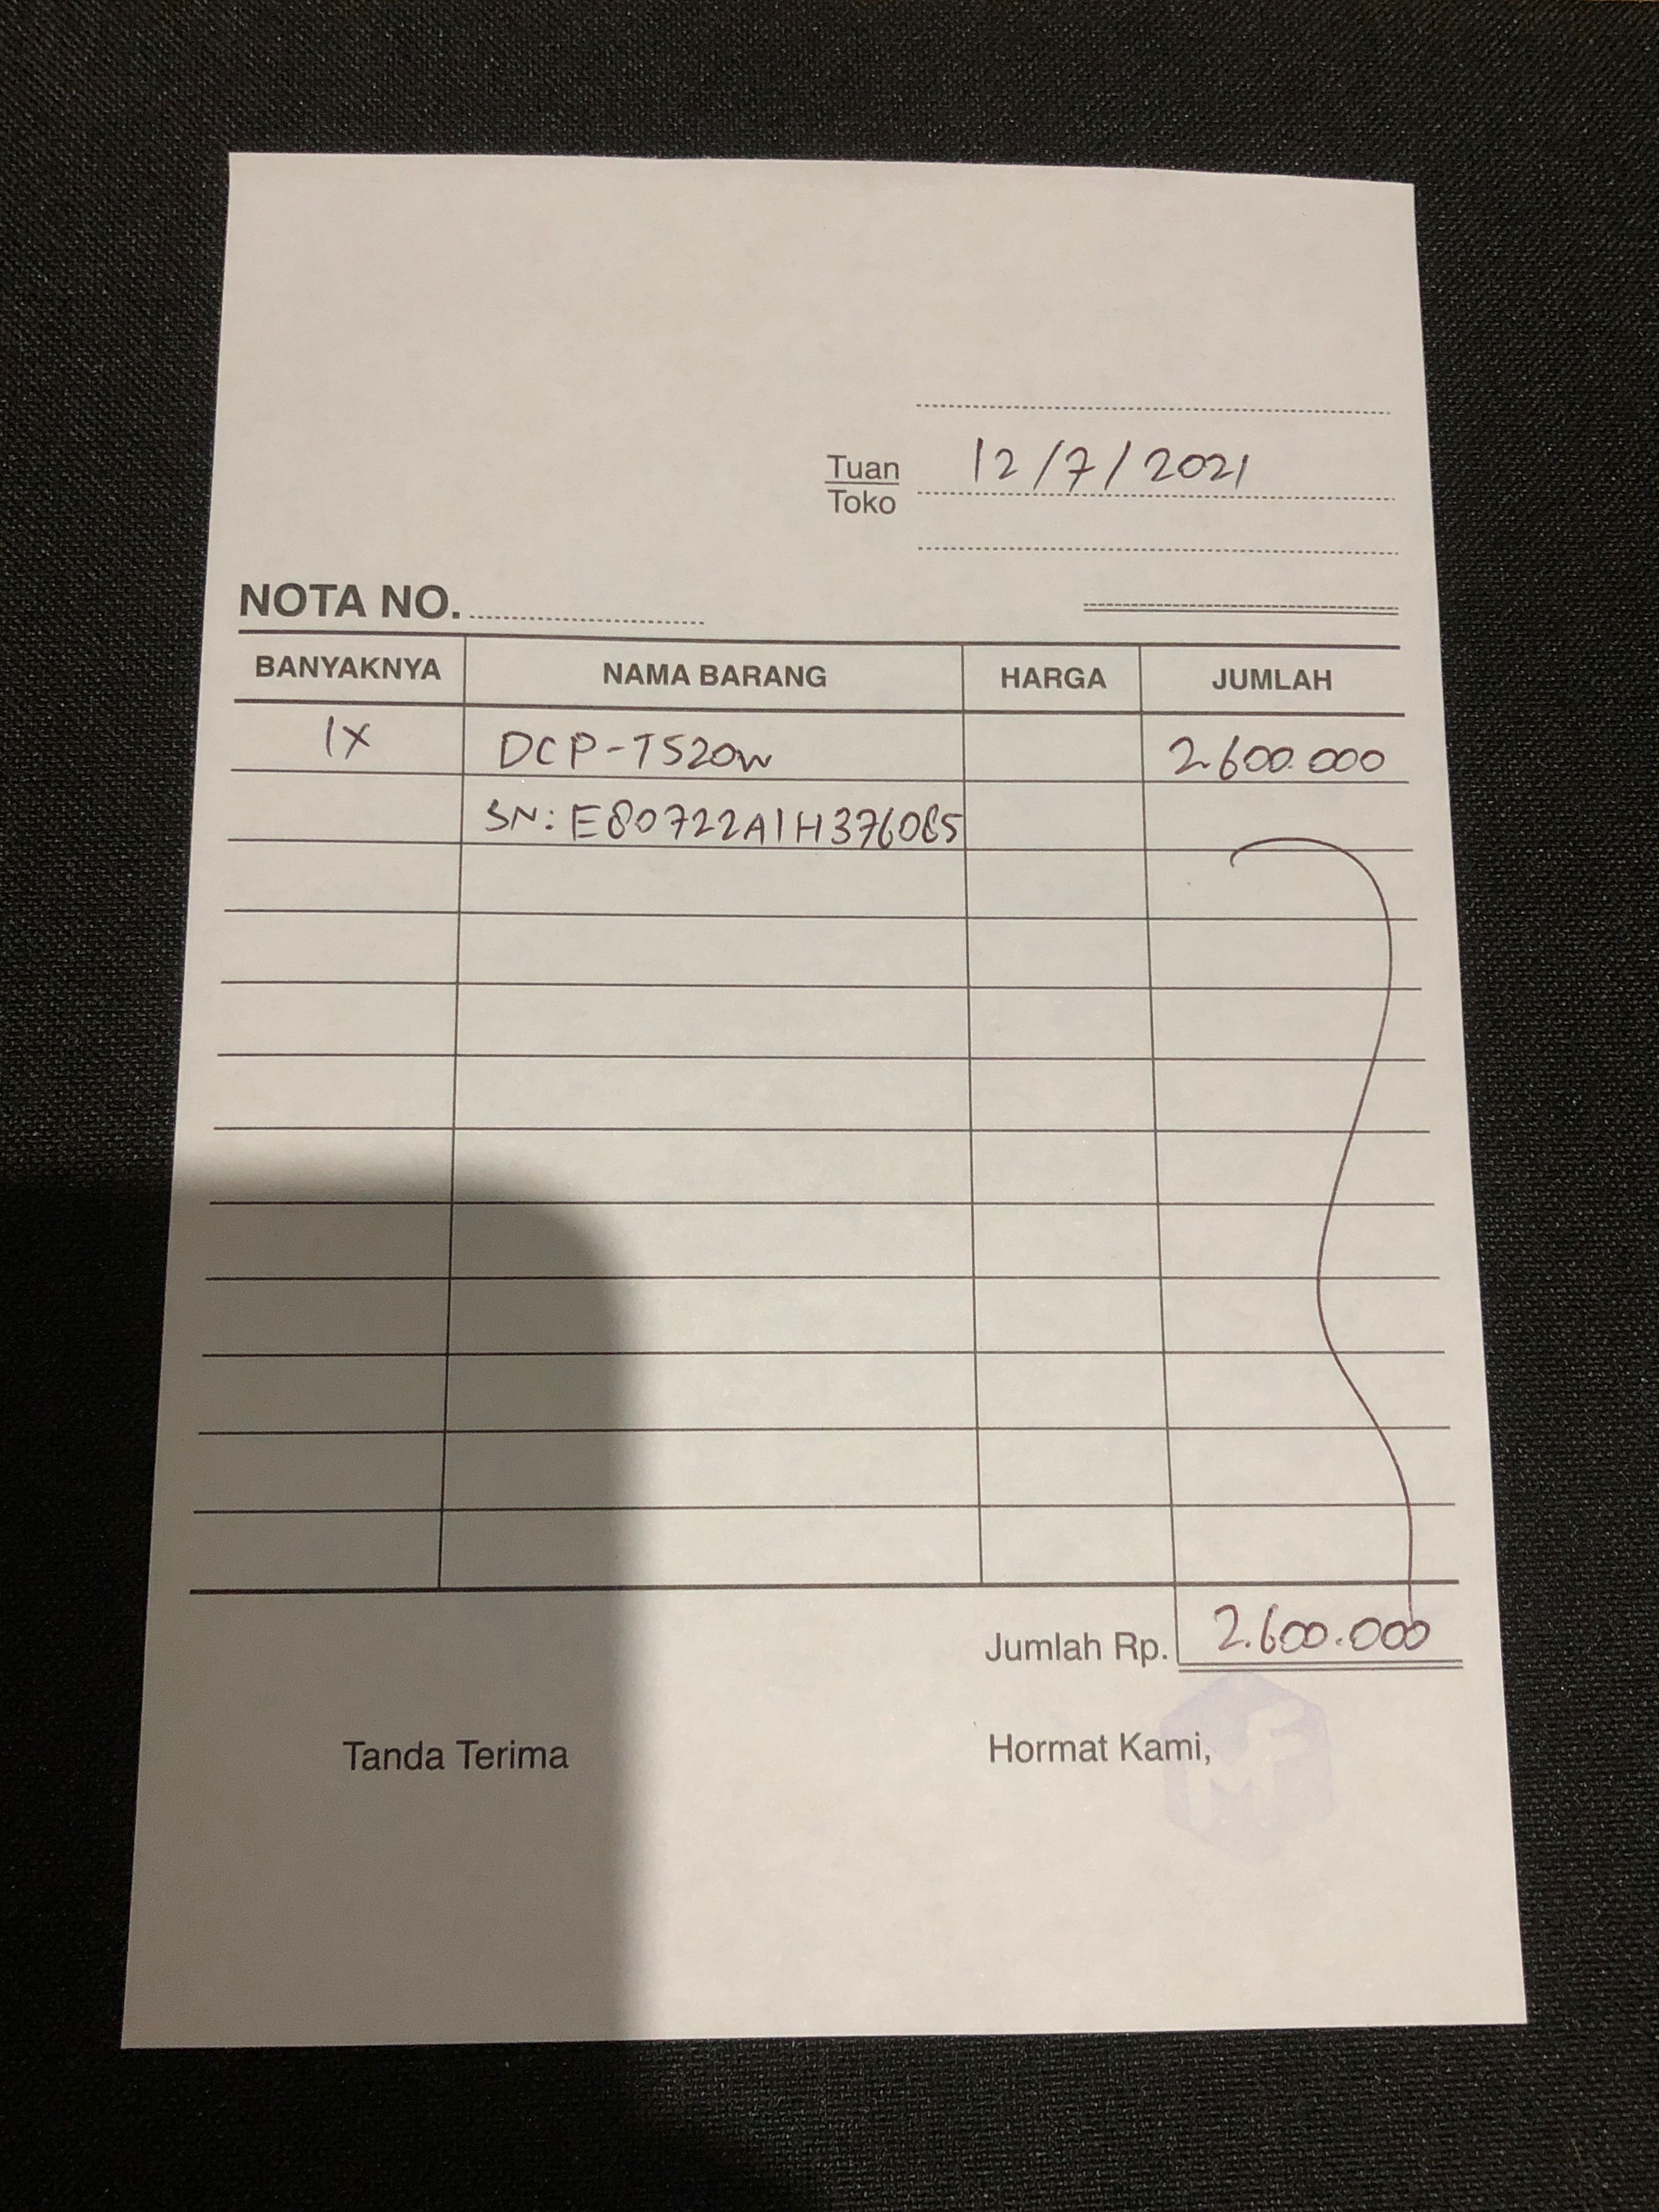 12/7/2021
Tuan
Toko
NOTA NO.
BANYAKNYA NAMA BARANG HARGA JUMLAH
1X DCP-T520W 2.600.000
SN: E80722A1H376085
Jumlah Rp. 2.600.000
Tanda Terima Hormat Kami,
MF